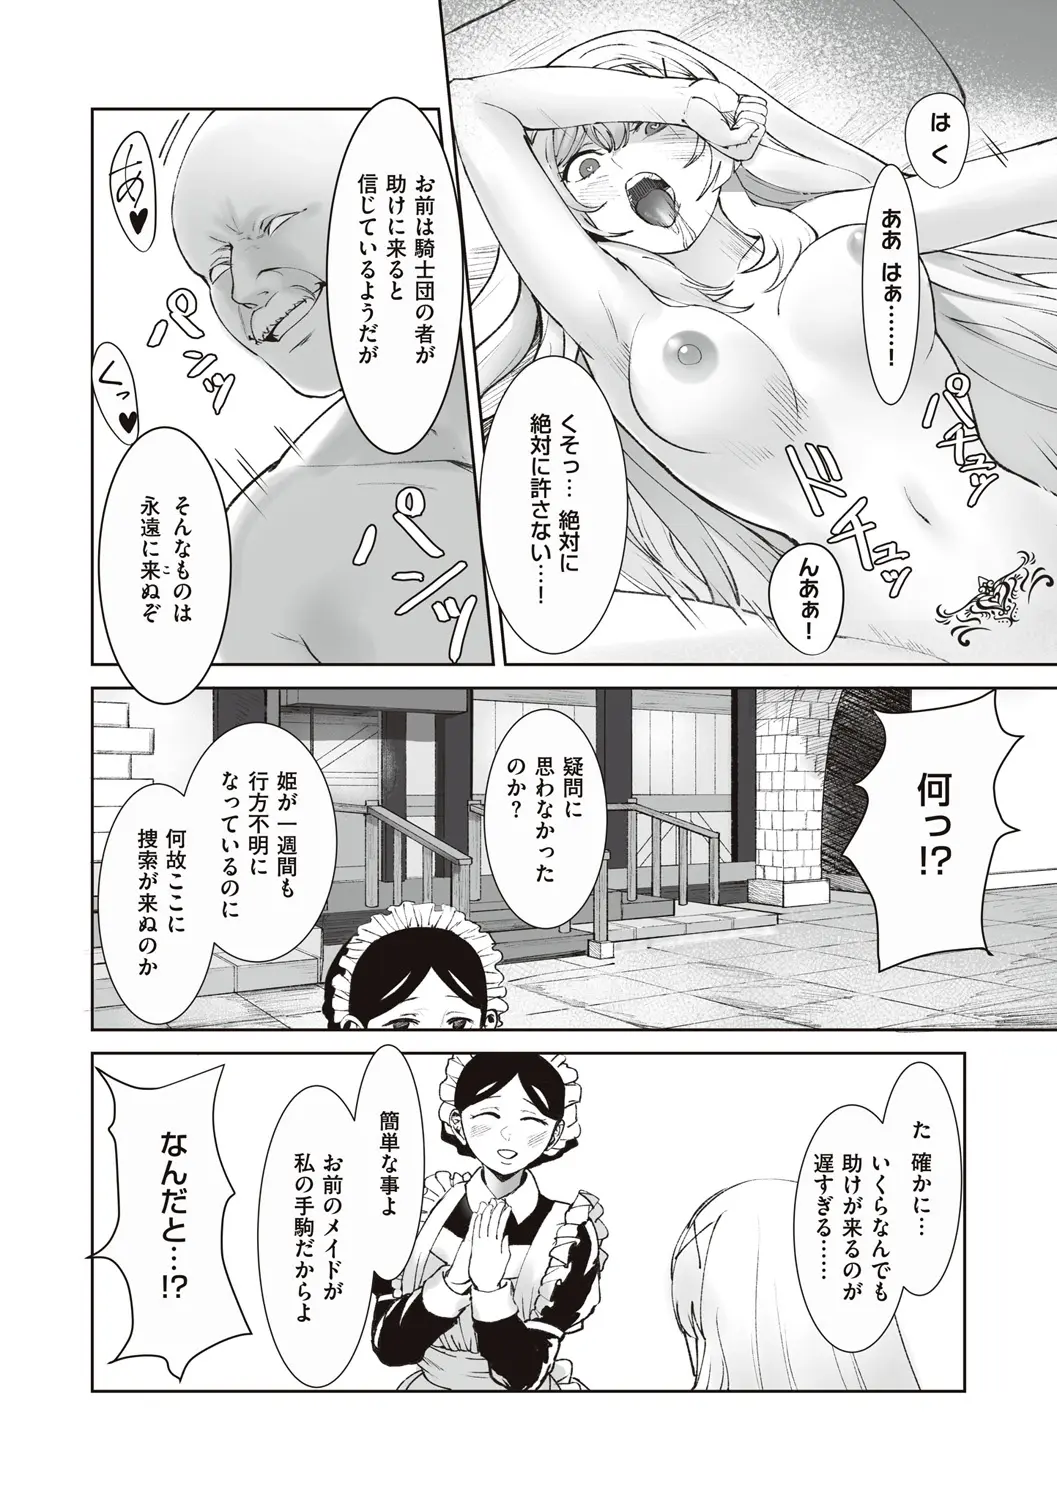 はく
ああ はぁ……！
パチュッ
ドチュッ
くそっ… 絶対に
絶対に許さない……！
んあぁ！
お前は騎士団の者が
助けに来ると
信じているようだが
あ♥
パンッ
くっ♥
パンッ
そんなものは
永遠に来ぬぞ
こ
何っ!?
疑問に
思わなかった
のか？
姫が一週間も
行方不明に
なっているのに
何故ここに
捜索が来ぬのか
た 確かに…
いくらなんでも
助けが来るのが
遅すぎる……
簡単な事よ
お前のメイドが
私の手駒だからよ
なんだと…!?